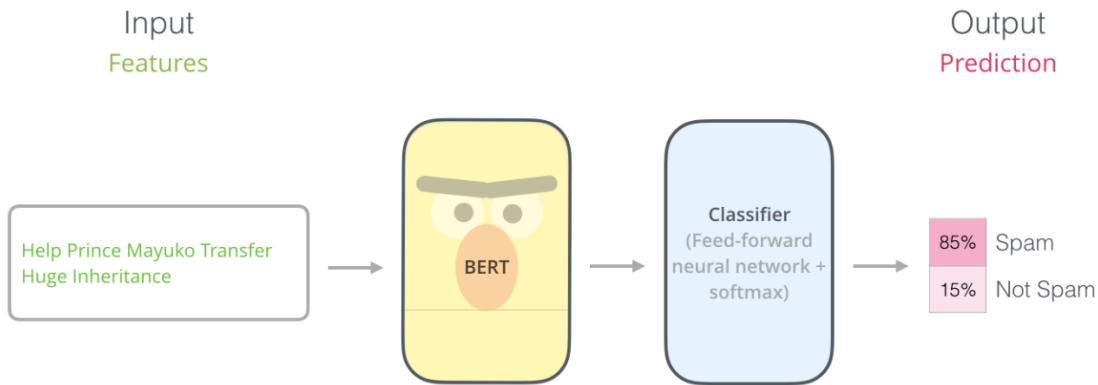 Input
Features
Output
Prediction
Help Prince Mayuko Transfer
Huge Inheritance
BERT
Classifier
(Feed-forward
neural network +
softmax)
85% Spam
15% Not Spam